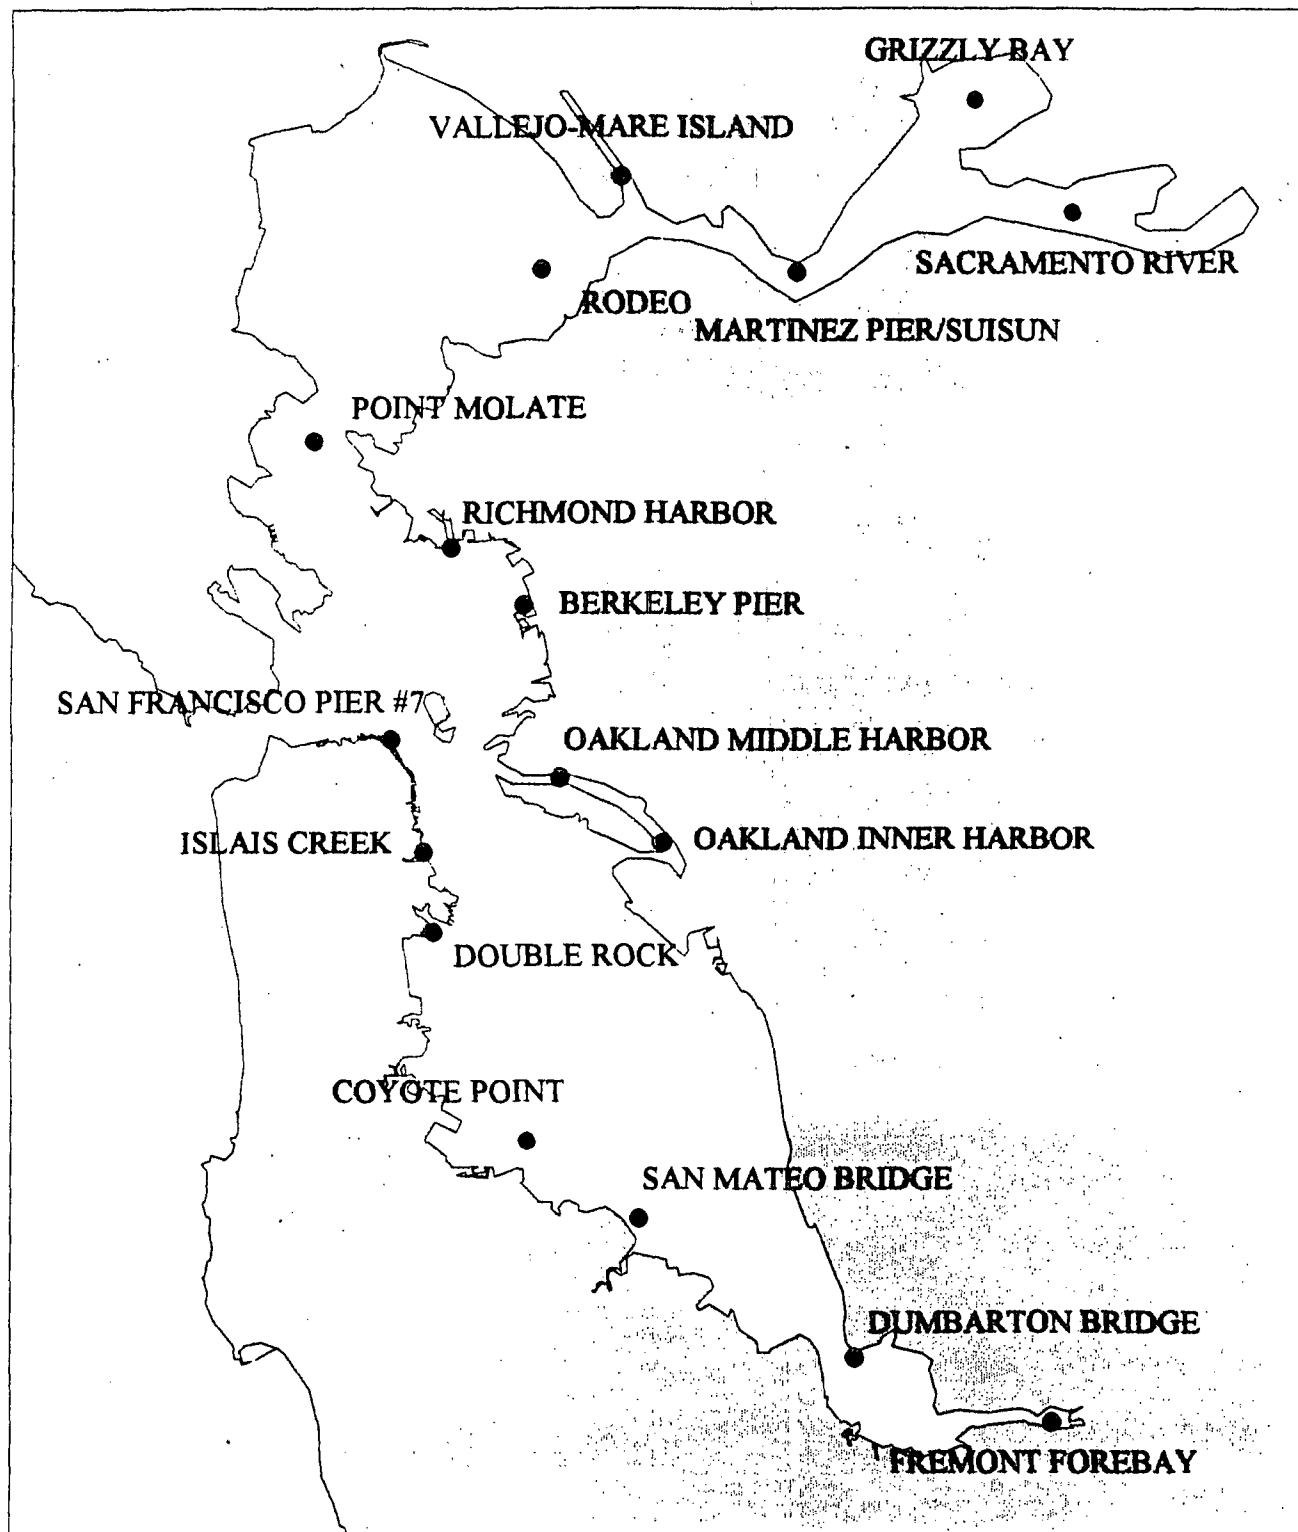 GRIZZLY BAY
VALLEJO-MARE ISLAND
SACRAMENTO RIVER
RODEO
MARTINEZ PIER/SUISUN
POINT MOLATE
RICHMOND HARBOR
BERKELEY PIER
SAN FRANCISCO PIER #7
OAKLAND MIDDLE HARBOR
ISLAIS CREEK
OAKLAND INNER HARBOR
DOUBLE ROCK
COYOTE POINT
SAN MATEO BRIDGE
DUMBARTON BRIDGE
FREMONT FOREBAY